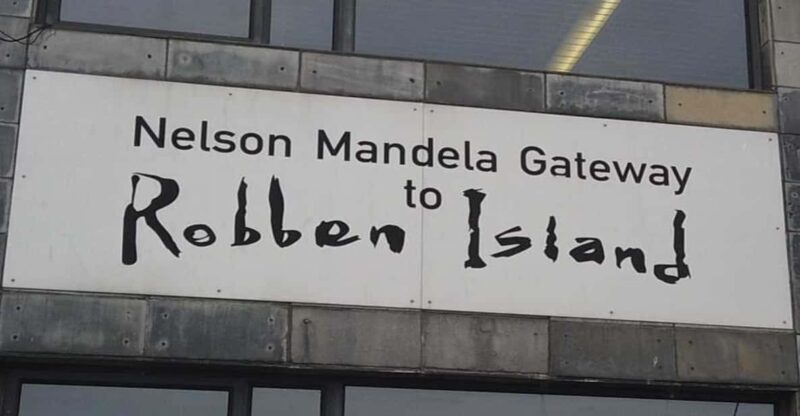 Nelson Mandela Gateway
to
Robben Island